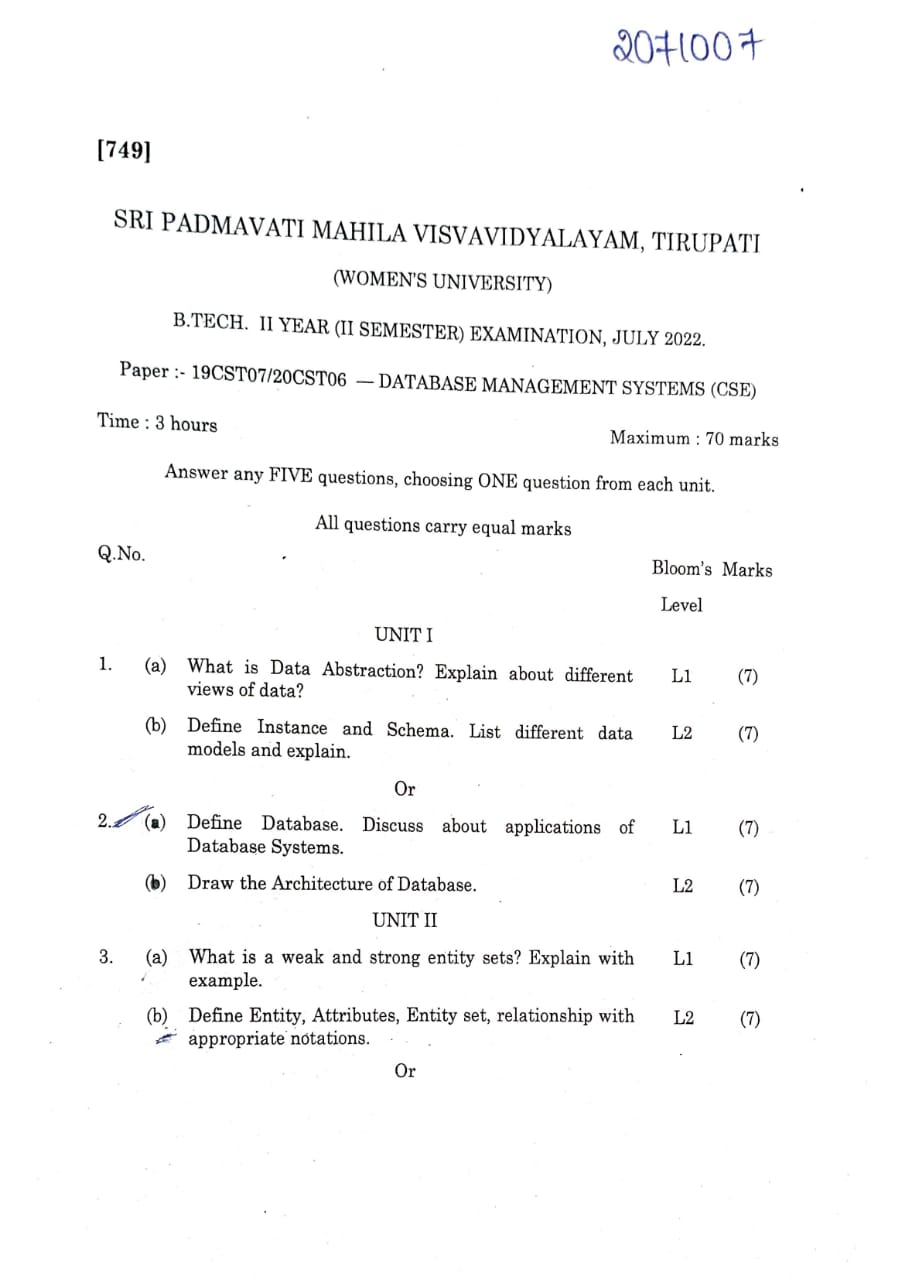 2071007
[749]
SRI PADMAVATI MAHILA VISVAVIDYALAYAM, TIRUPATI
(WOMEN'S UNIVERSITY)
B.TECH. II YEAR (II SEMESTER) EXAMINATION, JULY 2022.
Paper :- 19CST07/20CST06 — DATABASE MANAGEMENT SYSTEMS (CSE)
Time : 3 hours
Maximum : 70 marks
Answer any FIVE questions, choosing ONE question from each unit.
All questions carry equal marks
Q.No.
Bloom's Marks
Level
UNIT I
1. (a) What is Data Abstraction? Explain about different L1 (7)
views of data?
(b) Define Instance and Schema. List different data L2 (7)
models and explain.
Or
2. (a) Define Database. Discuss about applications of L1 (7)
Database Systems.
(b) Draw the Architecture of Database. L2 (7)
UNIT II
3. (a) What is a weak and strong entity sets? Explain with L1 (7)
example.
(b) Define Entity, Attributes, Entity set, relationship with L2 (7)
appropriate notations.
Or